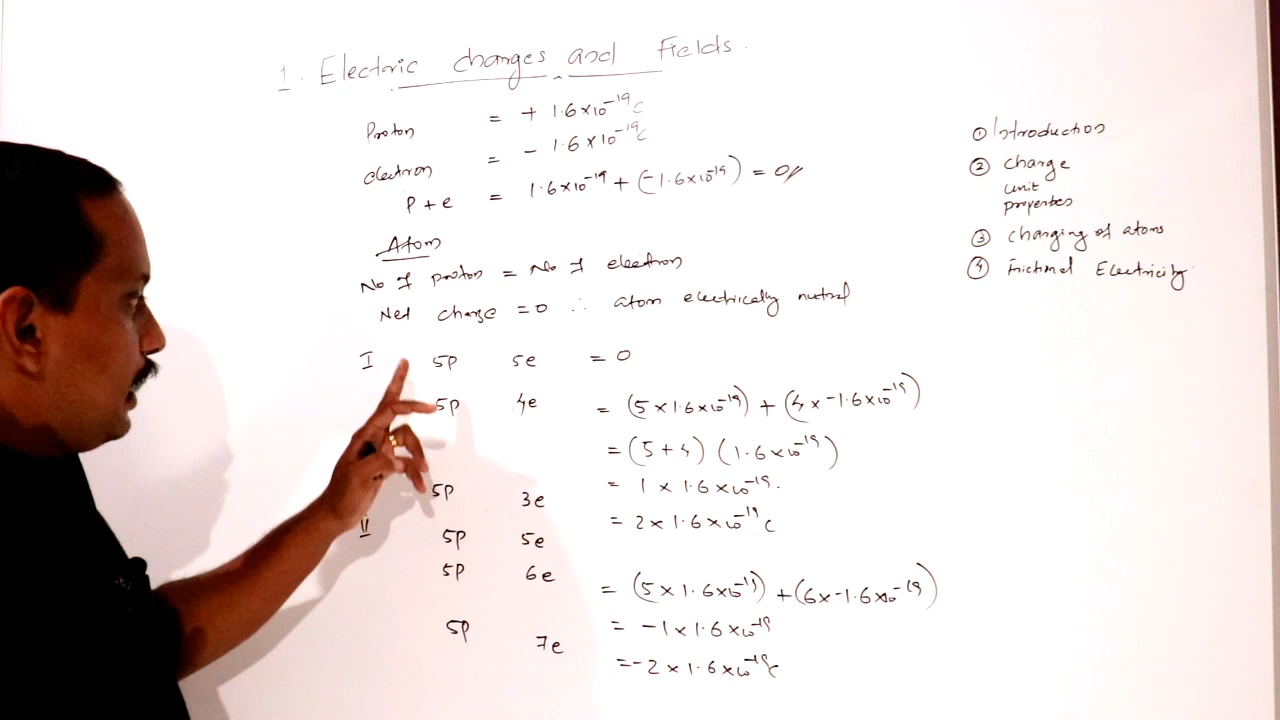 1. Electric charges and Fields.
Proton = + 1.6×10⁻¹⁹C
electron = - 1.6×10⁻¹⁹C
P + e = 1.6×10⁻¹⁹ + (-1.6×10⁻¹⁹) = 0//
Atom
No of proton = No of electron
Net charge = 0 ∴ atom electrically nutral
I 5p 5e = 0
5p 4e = (5×1.6×10⁻¹⁹) + (4×-1.6×10⁻¹⁹)
= (5+4) (1.6×10⁻¹⁹)
= 1 × 1.6×10⁻¹⁹.
5p 3e
= 2×1.6×10⁻¹⁹ C
II 5p 5e
5p 6e = (5×1.6×10⁻¹⁹) + (6×-1.6×10⁻¹⁹)
= -1×1.6×10⁻¹⁹
5p 7e
= -2×1.6×10⁻¹⁹C
① Introduction
② charge
unit
properties
③ Charging of atoms
④ Frictinal Electricity